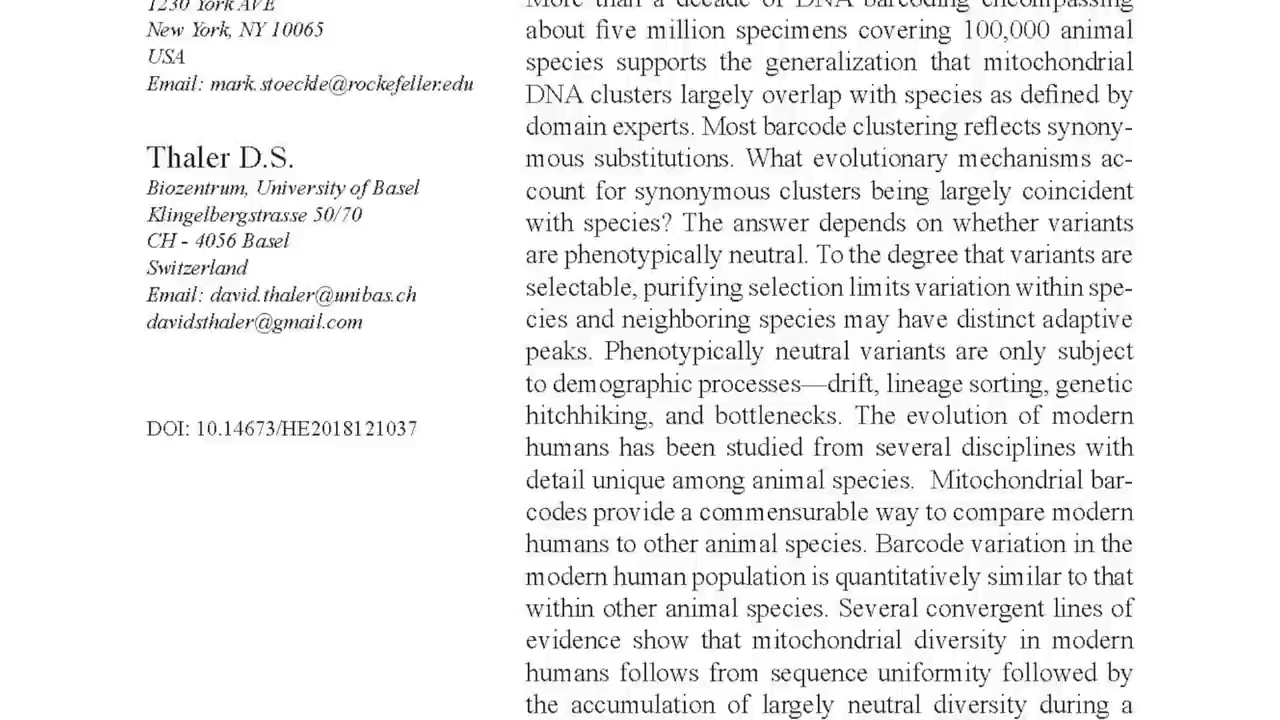 1230 York AVE
New York, NY 10065
USA
Email: mark.stoeckle@rockefeller.edu
Thaler D.S.
Biozentrum, University of Basel
Klingelbergstrasse 50/70
CH - 4056 Basel
Switzerland
Email: david.thaler@unibas.ch
davidsthaler@gmail.com
DOI: 10.14673/HE2018121037
More than a decade of DNA barcoding encompassing
about five million specimens covering 100,000 animal
species supports the generalization that mitochondrial
DNA clusters largely overlap with species as defined by
domain experts. Most barcode clustering reflects synony-
mous substitutions. What evolutionary mechanisms ac-
count for synonymous clusters being largely coincident
with species? The answer depends on whether variants
are phenotypically neutral. To the degree that variants are
selectable, purifying selection limits variation within spe-
cies and neighboring species may have distinct adaptive
peaks. Phenotypically neutral variants are only subject
to demographic processes—drift, lineage sorting, genetic
hitchhiking, and bottlenecks. The evolution of modern
humans has been studied from several disciplines with
detail unique among animal species. Mitochondrial bar-
codes provide a commensurable way to compare modern
humans to other animal species. Barcode variation in the
modern human population is quantitatively similar to that
within other animal species. Several convergent lines of
evidence show that mitochondrial diversity in modern
humans follows from sequence uniformity followed by
the accumulation of largely neutral diversity during a